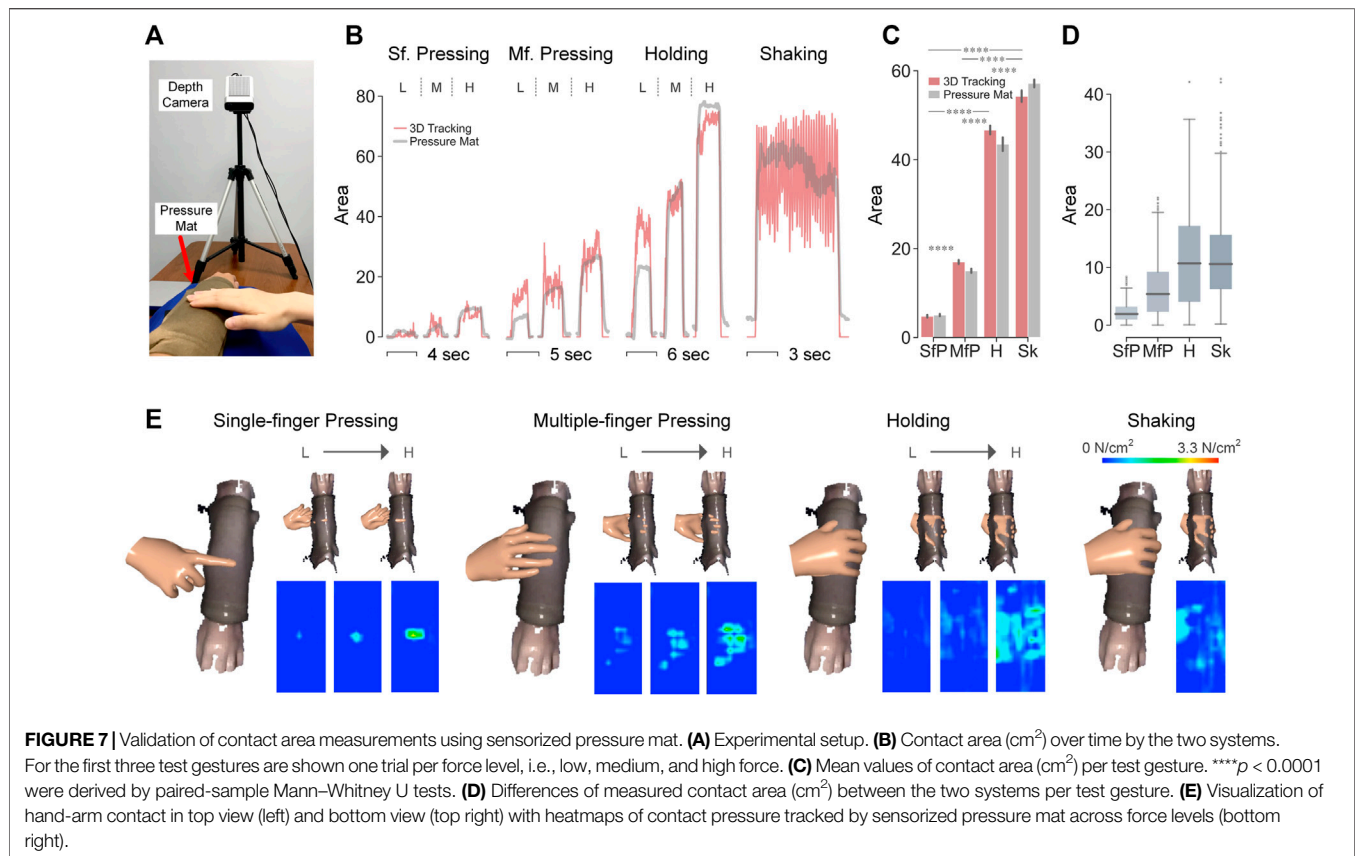 A
Depth
Camera
Pressure
Mat
B
Sf. Pressing Mf. Pressing Holding Shaking
L M H L M H L M H
80
60
40
20
0
Area
3D Tracking
Pressure Mat
4 sec 5 sec 6 sec 3 sec
C
****
****
****
60
3D Tracking
Pressure Mat
****
****
40
Area
20
****
0
SfP MfP H Sk
D
40
30
20
10
0
SfP MfP H Sk
E
Single-finger Pressing Multiple-finger Pressing Holding Shaking
L H L H L H
0 N/cm² 3.3 N/cm²
FIGURE 7 | Validation of contact area measurements using sensorized pressure mat. (A) Experimental setup. (B) Contact area (cm²) over time by the two systems.
For the first three test gestures are shown one trial per force level, i.e., low, medium, and high force. (C) Mean values of contact area (cm²) per test gesture. ****p < 0.0001
were derived by paired-sample Mann–Whitney U tests. (D) Differences of measured contact area (cm²) between the two systems per test gesture. (E) Visualization of
hand-arm contact in top view (left) and bottom view (top right) with heatmaps of contact pressure tracked by sensorized pressure mat across force levels (bottom
right).